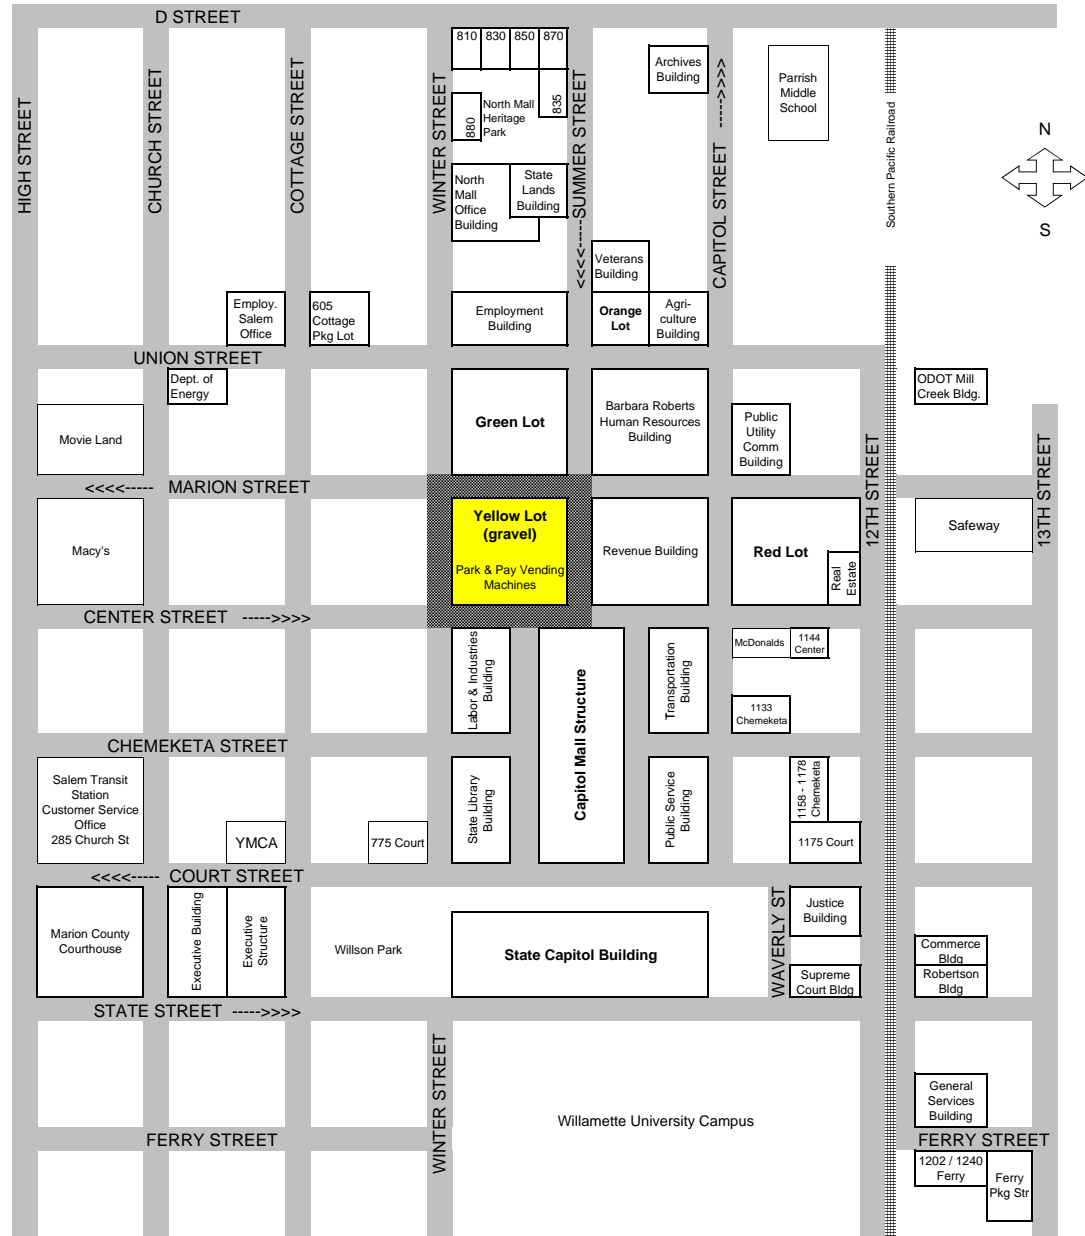 D STREET
810
830
850
870
835
880
North Mall
Heritage
Park
Archives
Building
Parrish
Middle
School
HIGH STREET
CHURCH STREET
COTTAGE STREET
WINTER STREET
<<<<-----SUMMER STREET
CAPITOL STREET ----->>>>
Southern Pacific Railroad
N
S
North
Mall
Office
Building
State
Lands
Building
Veterans
Building
Employ.
Salem
Office
605
Cottage
Pkg Lot
Employment
Building
Orange
Lot
Agri-
culture
Building
UNION STREET
Dept. of
Energy
ODOT Mill
Creek Bldg.
Movie Land
Green Lot
Barbara Roberts
Human Resources
Building
Public
Utility
Comm
Building
12TH STREET
13TH STREET
<<<<----- MARION STREET
Macy's
Yellow Lot
(gravel)
Park & Pay Vending
Machines
Revenue Building
Red Lot
Real
Estate
Safeway
CENTER STREET ----->>>>
Labor & Industries
Building
Capitol Mall Structure
Transportation
Building
McDonalds
1144
Center
1133
Chemeketa
CHEMEKETA STREET
Salem Transit
Station
Customer Service
Office
285 Church St
YMCA
775 Court
State Library
Building
Public Service
Building
1158 - 1178
Chemeketa
1175 Court
<<<<----- COURT STREET
Marion County
Courthouse
Executive Building
Executive
Structure
Willson Park
State Capitol Building
WAVERLY ST
Justice
Building
Supreme
Court Bldg
Commerce
Bldg
Robertson
Bldg
STATE STREET ----->>>>
WINTER STREET
Willamette University Campus
General
Services
Building
FERRY STREET
FERRY STREET
1202 / 1240
Ferry
Ferry
Pkg Str